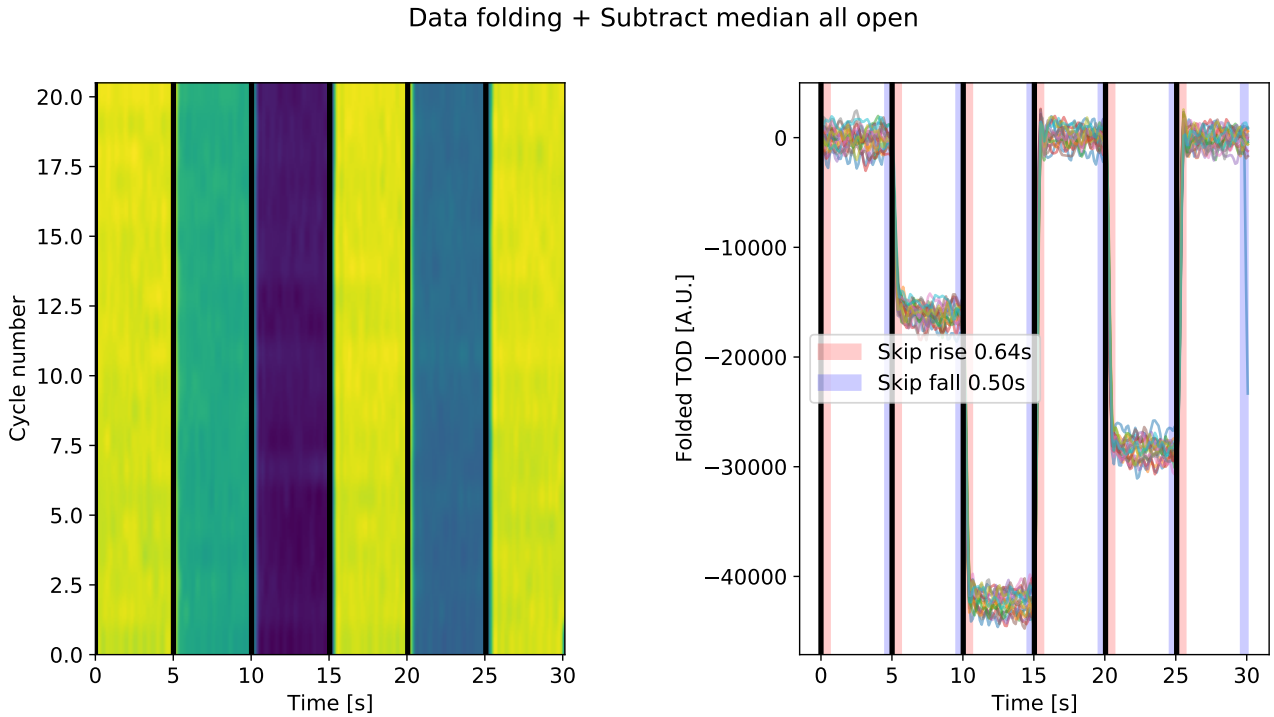 Data folding + Subtract median all open
20.0
17.5
15.0
12.5
10.0
7.5
5.0
2.5
0.0
Cycle number
0 5 10 15 20 25 30
Time [s]
0
−10000
−20000
−30000
−40000
Folded TOD [A.U.]
Skip rise 0.64s
Skip fall 0.50s
0 5 10 15 20 25 30
Time [s]